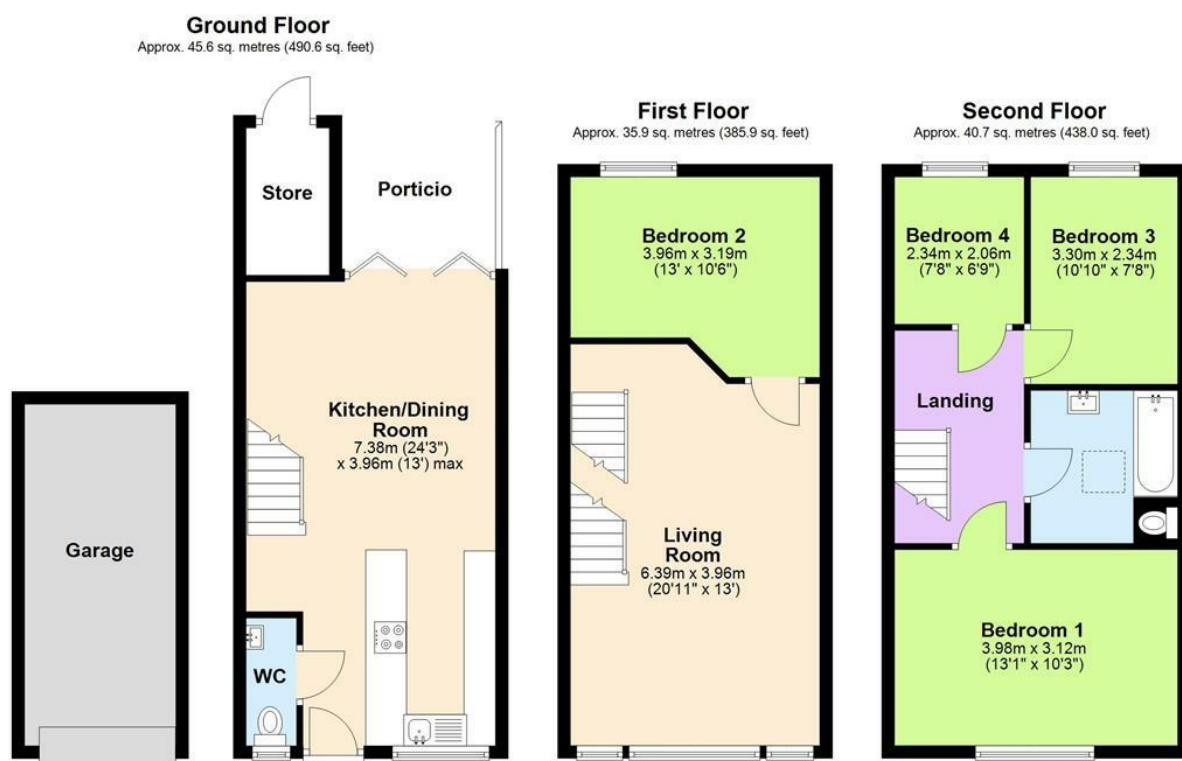 Ground Floor
Approx. 45.6 sq. metres (490.6 sq. feet)
Store
Porticio
Kitchen/Dining
Room
7.38m (24'3")
x 3.96m (13') max
WC
Garage
First Floor
Approx. 35.9 sq. metres (385.9 sq. feet)
Bedroom 2
3.96m x 3.19m
(13' x 10'6")
Living
Room
6.39m x 3.96m
(20'11" x 13')
Second Floor
Approx. 40.7 sq. metres (438.0 sq. feet)
Bedroom 4
2.34m x 2.06m
(7'8" x 6'9")
Bedroom 3
3.30m x 2.34m
(10'10" x 7'8")
Landing
Bedroom 1
3.98m x 3.12m
(13'1" x 10'3")